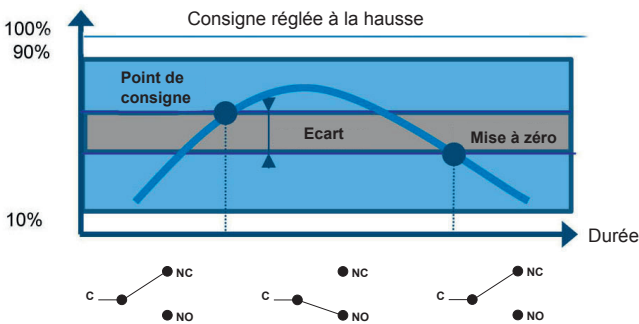 Consigne réglée à la hausse
100%
90%
Point de
consigne
Ecart
Mise à zéro
10%
Durée
C NC NO
C NC NO
C NC NO